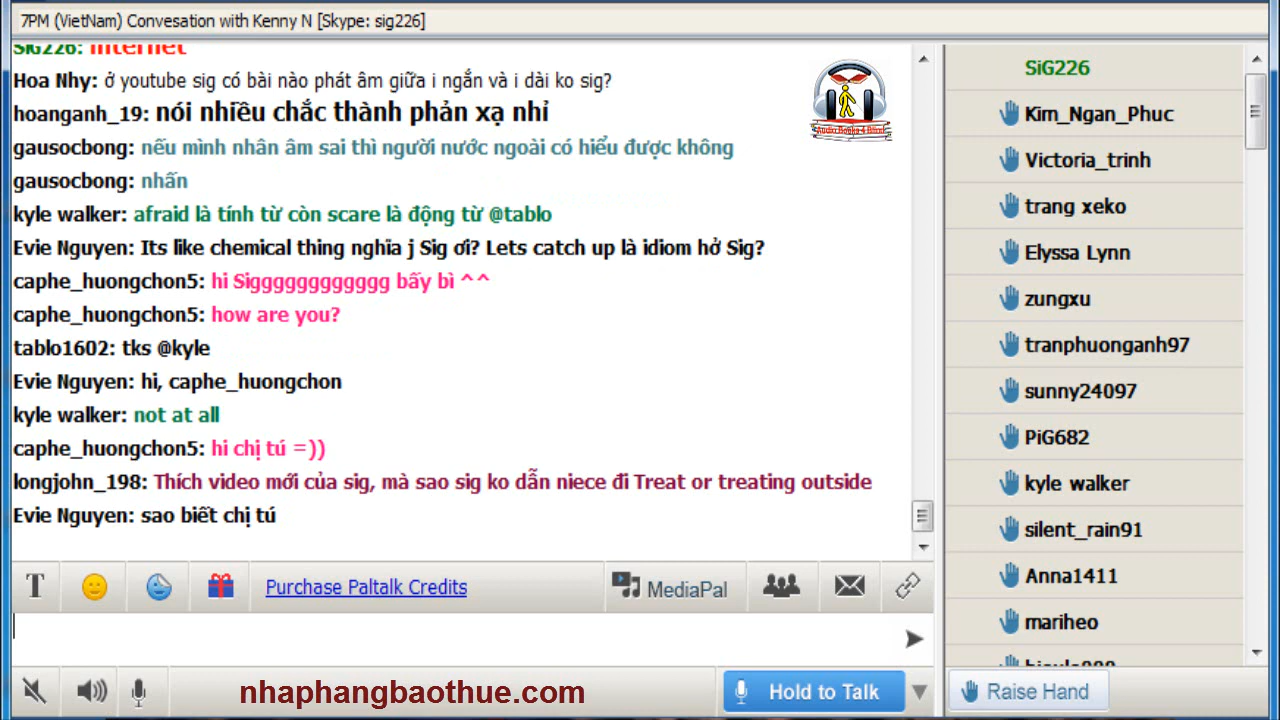 7PM (VietNam) Convesation with Kenny N [Skype: sig226]
SiG226: internet
Hoa Nhy: ở youtube sig có bài nào phát âm giữa i ngắn và i dài ko sig?
hoanganh_19: nói nhiều chắc thành phản xạ nhỉ
gausocbong: nếu mình nhân âm sai thì người nước ngoài có hiểu được không
gausocbong: nhấn
kyle walker: afraid là tính từ còn scare là động từ @tablo
Evie Nguyen: Its like chemical thing nghĩa j Sig ơi? Lets catch up là idiom hở Sig?
caphe_huongchon5: hi Sigggggggggggg bấy bì ^^
caphe_huongchon5: how are you?
tablo1602: tks @kyle
Evie Nguyen: hi, caphe_huongchon
kyle walker: not at all
caphe_huongchon5: hi chị tú =))
longjohn_198: Thích video mới của sig, mà sao sig ko dẫn niece đi Treat or treating outside
Evie Nguyen: sao biết chị tú
Audio Books 4 Blind
T
Purchase Paltalk Credits
MediaPal
nhaphangbaothue.com
Hold to Talk
SiG226
Kim_Ngan_Phuc
Victoria_trinh
trang xeko
Elyssa Lynn
zungxu
tranphuonganh97
sunny24097
PiG682
kyle walker
silent_rain91
Anna1411
mariheo
Raise Hand